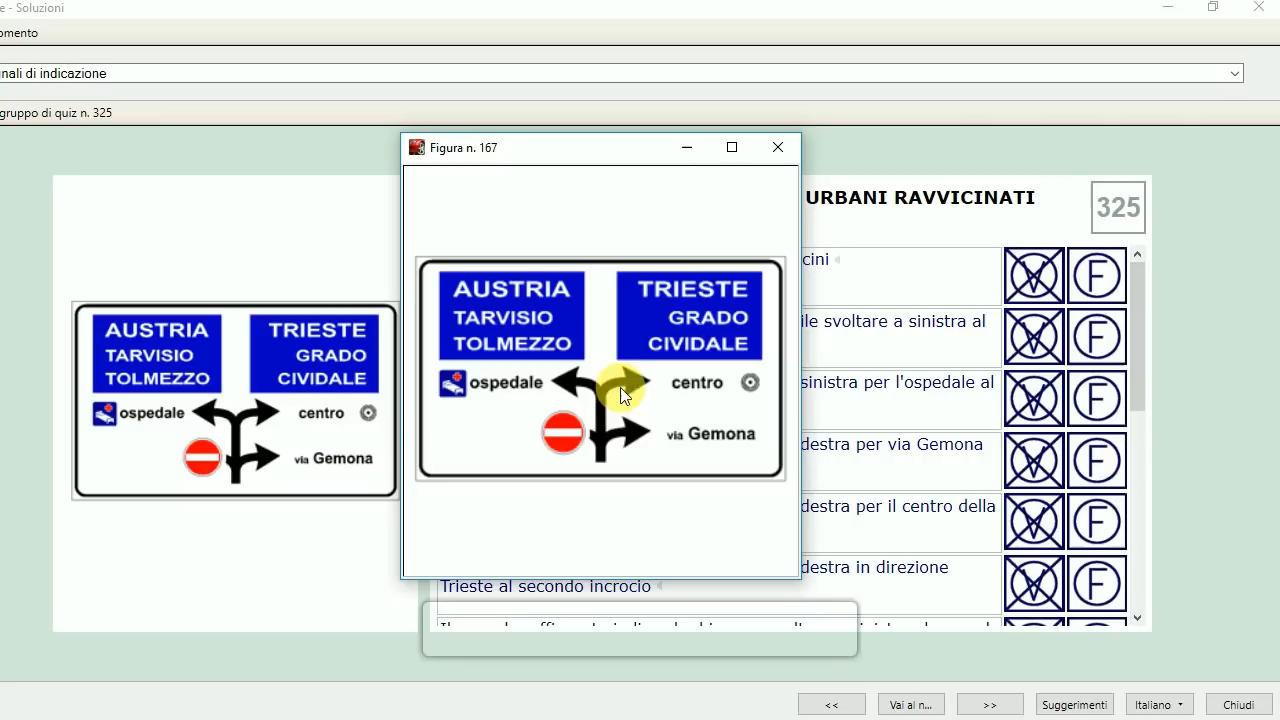 e - Soluzioni
omento
nali di indicazione
gruppo di quiz n. 325
Figura n. 167
URBANI RAVVICINATI
325
AUSTRIA
TARVISIO
TOLMEZZO
TRIESTE
GRADO
CIVIDALE
ospedale
centro
via Gemona
AUSTRIA
TARVISIO
TOLMEZZO
TRIESTE
GRADO
CIVIDALE
ospedale
centro
via Gemona
cini
V F
ile svoltare a sinistra al
V F
sinistra per l'ospedale al
V F
destra per via Gemona
V F
destra per il centro della
V F
destra in direzione
Trieste al secondo incrocio
V F
<<
Vai al n...
>>
Suggerimenti
Italiano
Chiudi